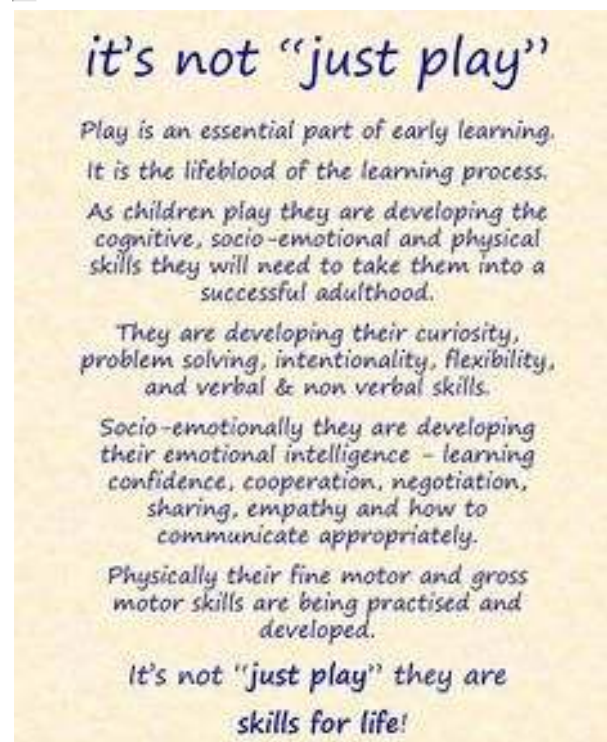 it's not "just play"
Play is an essential part of early learning.
It is the lifeblood of the learning process.
As children play they are developing the
cognitive, socio-emotional and physical
skills they will need to take them into a
successful adulthood.
They are developing their curiosity,
problem solving, intentionality, flexibility,
and verbal & non verbal skills.
Socio-emotionally they are developing
their emotional intelligence - learning
confidence, cooperation, negotiation,
sharing, empathy and how to
communicate appropriately.
Physically their fine motor and gross
motor skills are being practised and
developed.
It's not "just play" they are
skills for life!